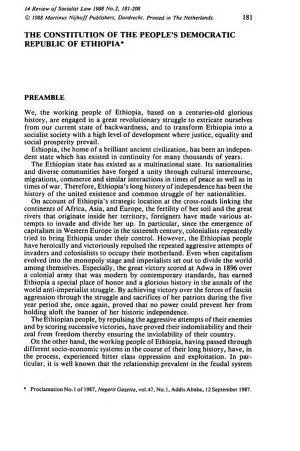 14 Review of Socialist Law 1988 No.2, 181-208
© 1988 Martinus Nijhoff Publishers, Dordrecht. Printed in The Netherlands. 181
THE CONSTITUTION OF THE PEOPLE'S DEMOCRATIC
REPUBLIC OF ETHIOPIA*
PREAMBLE
We, the working people of Ethiopia, based on a centuries-old glorious
history, are engaged in a great revolutionary struggle to extricate ourselves
from our current state of backwardness, and to transform Ethiopia into a
socialist society with a high level of development where justice, equality and
social prosperity prevail.
Ethiopia, the home of a brilliant ancient civilization, has been an indepen-
dent state which has existed in continuity for many thousands of years.
The Ethiopian state has existed as a multinational state. Its nationalities
and diverse communities have forged a unity through cultural intercourse,
migrations, commerce and similar interactions in times of peace as well as in
times of war. Therefore, Ethiopia's long history of independence has been the
history of the united existence and common struggle of her nationalities.
On account of Ethiopia's strategic location at the cross-roads linking the
continents of Africa, Asia, and Europe, the fertility of her soil and the great
rivers that originate inside her territory, foreigners have made various at-
tempts to invade and divide her up. In particular, since the emergence of
capitalism in Western Europe in the sixteenth century, colonialists repeatedly
tried to bring Ethiopia under their control. However, the Ethiopian people
have heroically and victoriously repulsed the repeated aggressive attempts of
invaders and colonialists to occupy their motherland. Even when capitalism
evolved into the monopoly stage and imperialists set out to divide the world
among themselves. Especially, the great victory scored at Adwa in 1896 over
a colonial army that was modern by contemporary standards, has earned
Ethiopia a special place of honor and a glorious history in the annals of the
world anti-imperialist struggle. By achieving victory over the forces of fascist
aggression through the struggle and sacrifices of her patriots during the five
year period she, once again, proved that no power could prevent her from
holding aloft the banner of her historic independence.
The Ethiopian people, by repulsing the aggressive attempts of their enemies
and by scoring successive victories, have proved their indomitability and their
zeal from freedom thereby ensuring the inviolability of their country.
On the other hand, the working people of Ethiopia, having passed through
different socio-economic systems in the course of their long history, have, in
the process, experienced bitter class oppression and exploitation. In par-
ticular, it is well known that the relationship prevalent in the feudal system
* Proclamation No.1 of 1987, Negarit Gazeta, vol.47, No.1, Addis Ababa, 12 September 1987.